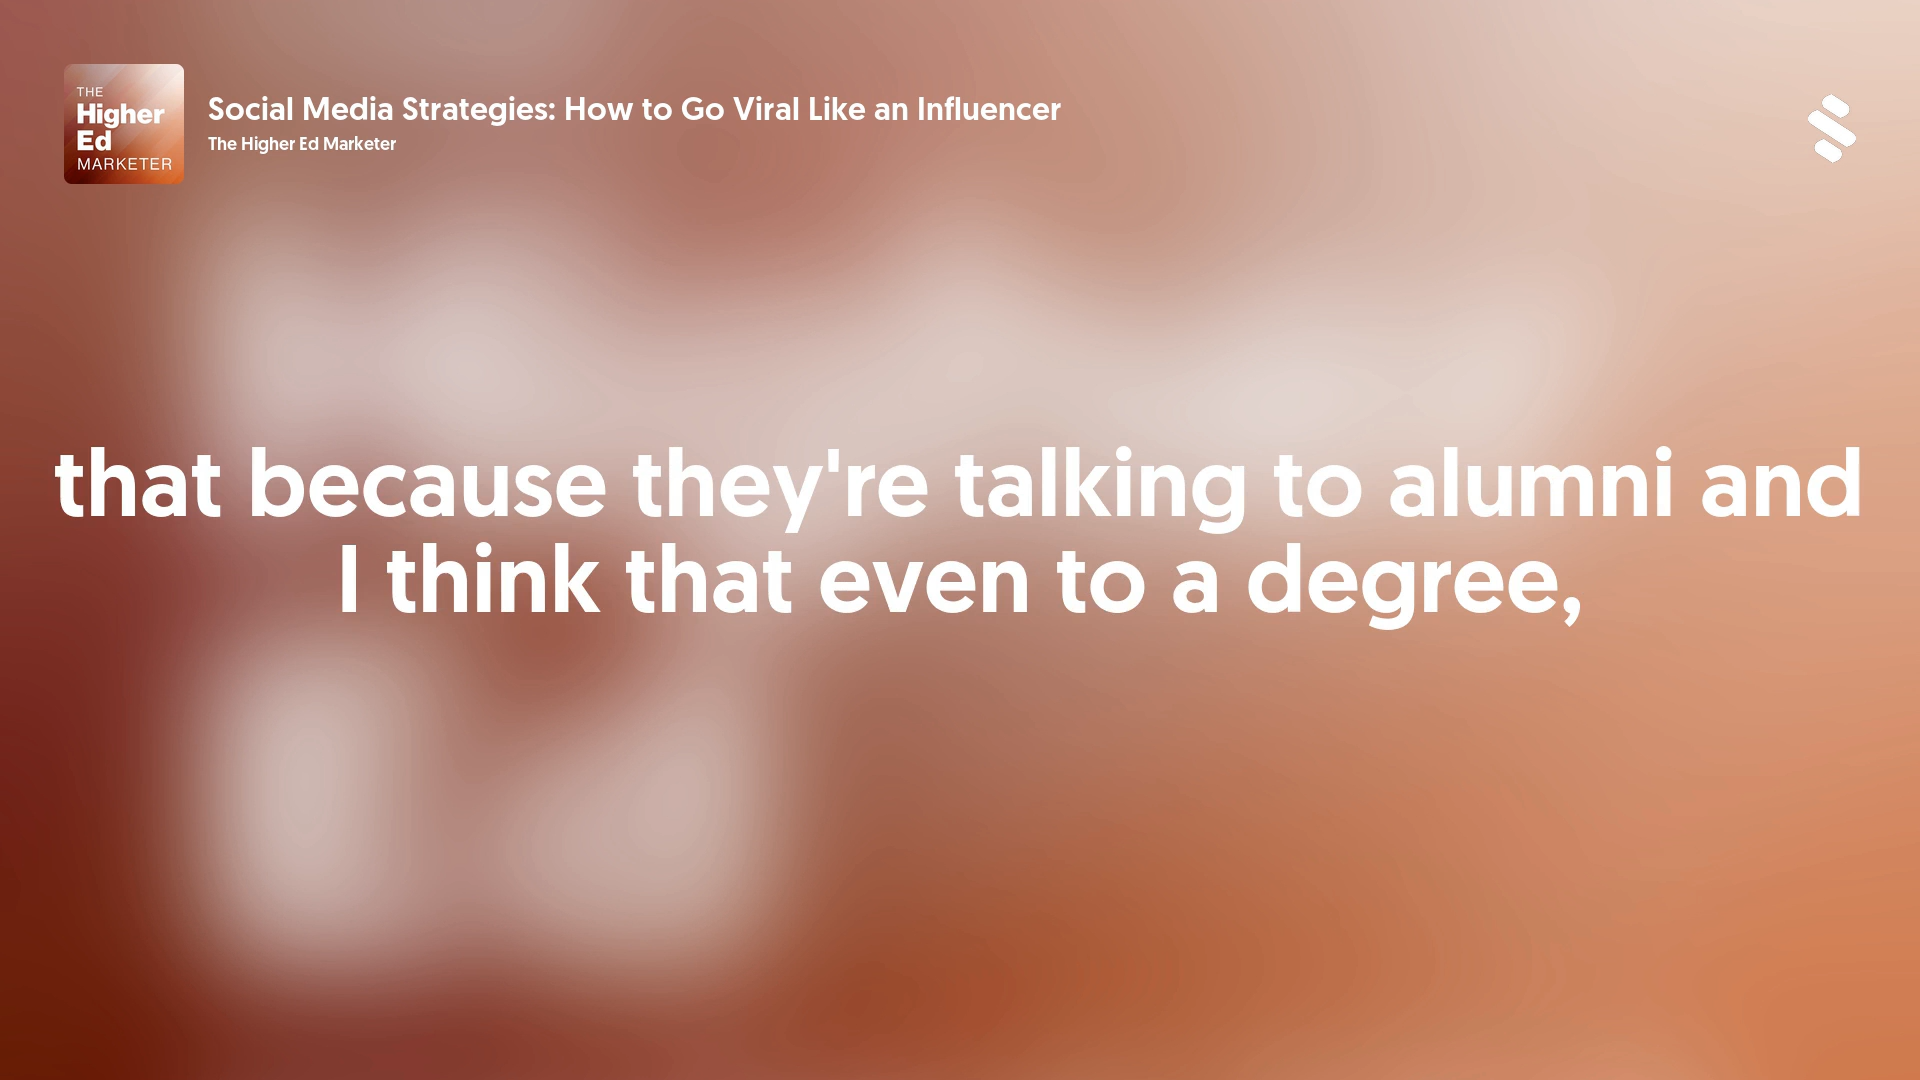 THE
Higher
Ed
MARKETER
Social Media Strategies: How to Go Viral Like an Influencer
The Higher Ed Marketer
that because they're talking to alumni and
I think that even to a degree,